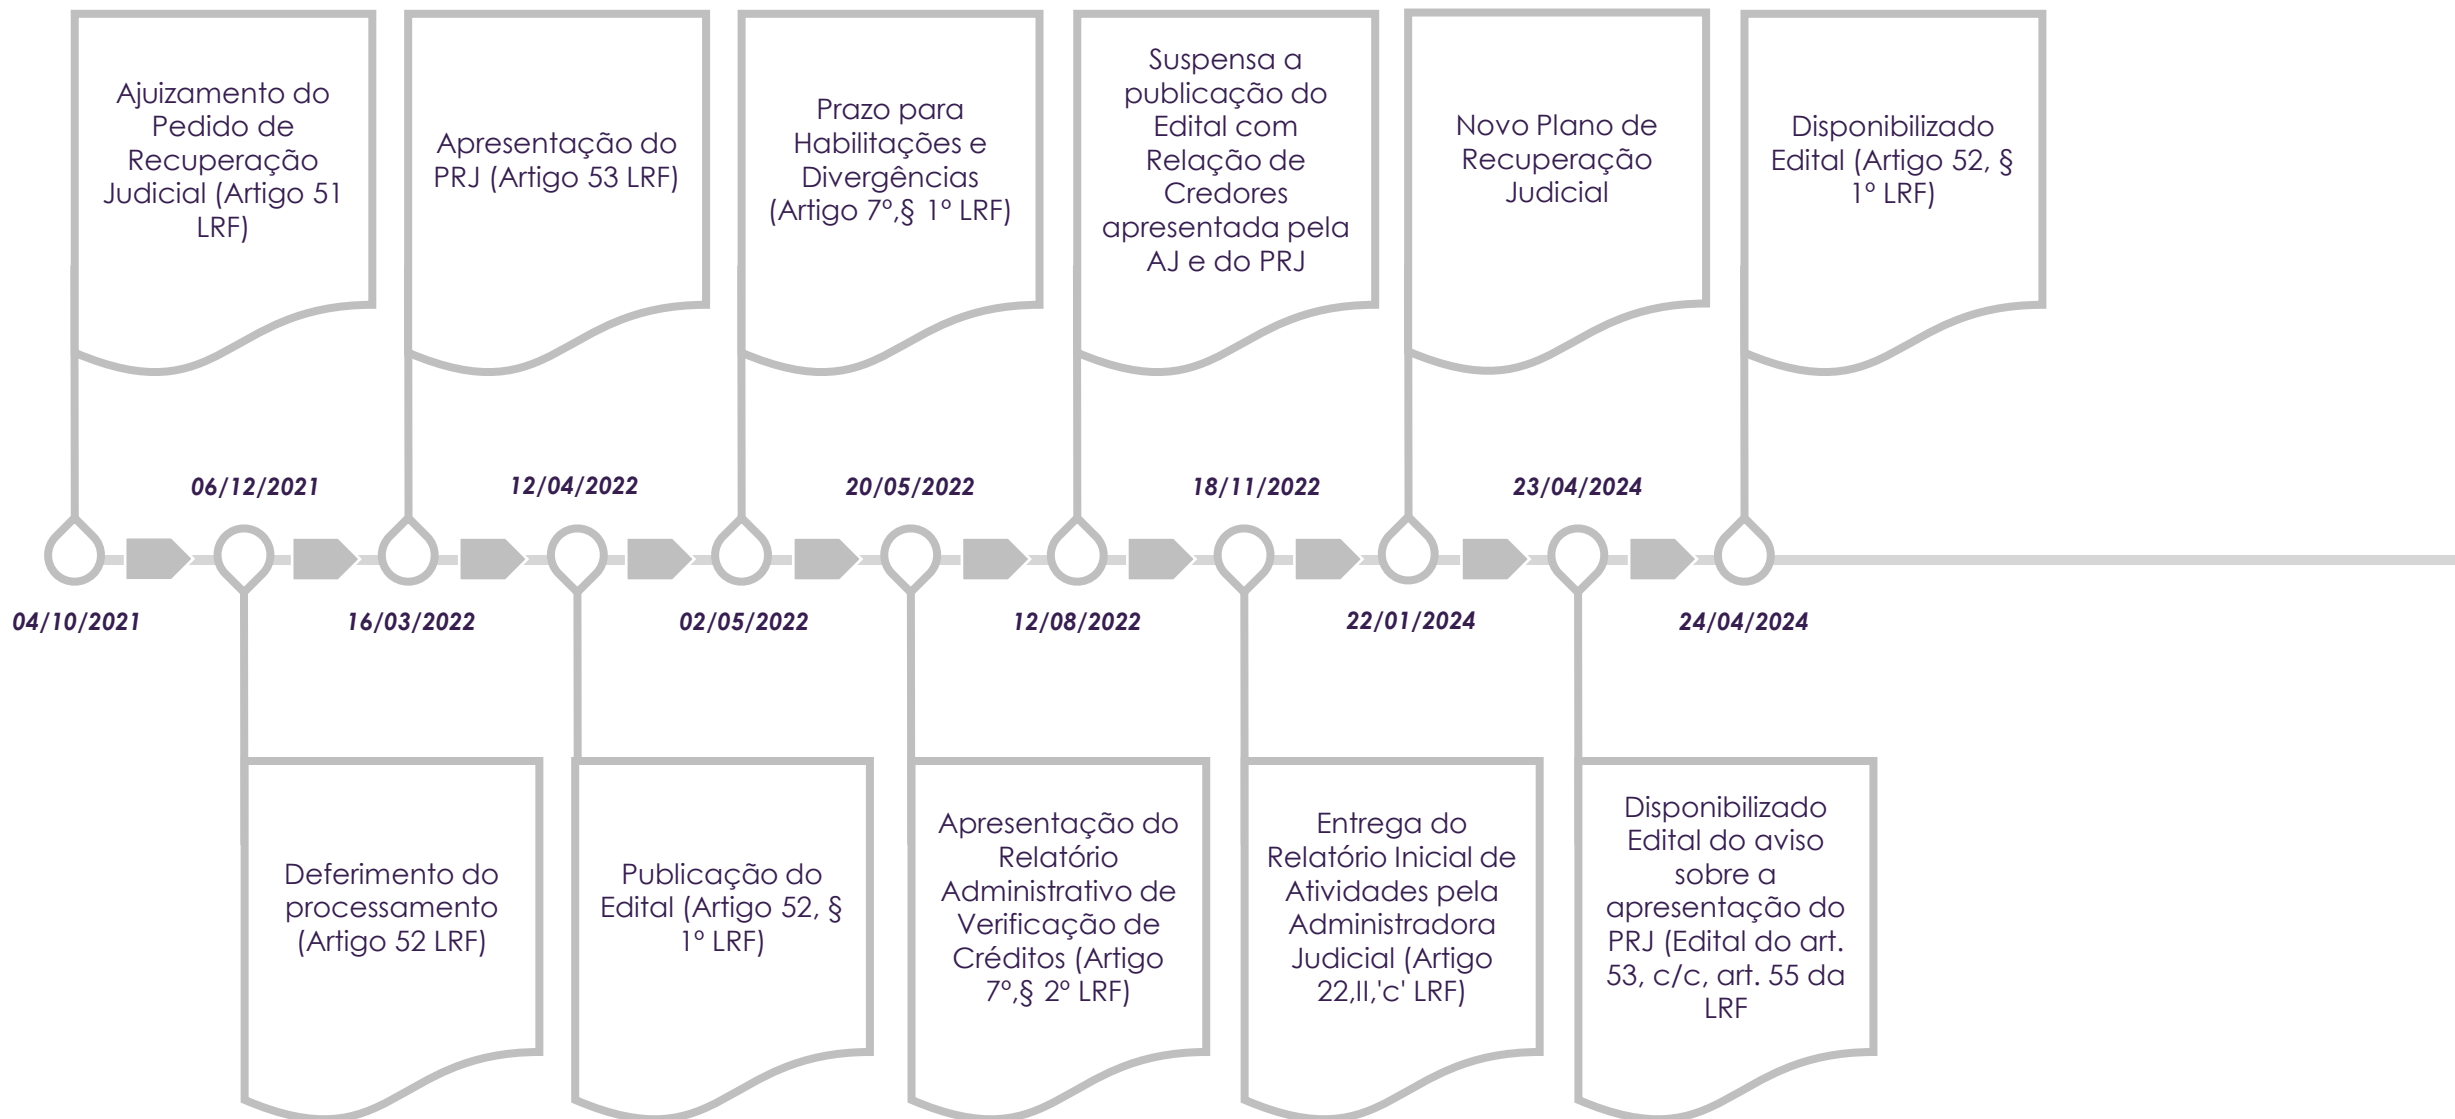 Ajuizamento do
Pedido de
Recuperação
Judicial (Artigo 51
LRF)
Apresentação do
PRJ (Artigo 53 LRF)
Prazo para
Habilitações e
Divergências
(Artigo 7º,§ 1º LRF)
Suspensa a
publicação do
Edital com
Relação de
Credores
apresentada pela
AJ e do PRJ
Novo Plano de
Recuperação
Judicial
Disponibilizado
Edital (Artigo 52, §
1º LRF)
06/12/2021
12/04/2022
20/05/2022
18/11/2022
23/04/2024
04/10/2021
16/03/2022
02/05/2022
12/08/2022
22/01/2024
24/04/2024
Deferimento do
processamento
(Artigo 52 LRF)
Publicação do
Edital (Artigo 52, §
1º LRF)
Apresentação do
Relatório
Administrativo de
Verificação de
Créditos (Artigo
7º,§ 2º LRF)
Entrega do
Relatório Inicial de
Atividades pela
Administradora
Judicial (Artigo
22,II,'c' LRF)
Disponibilizado
Edital do aviso
sobre a
apresentação do
PRJ (Edital do art.
53, c/c, art. 55 da
LRF